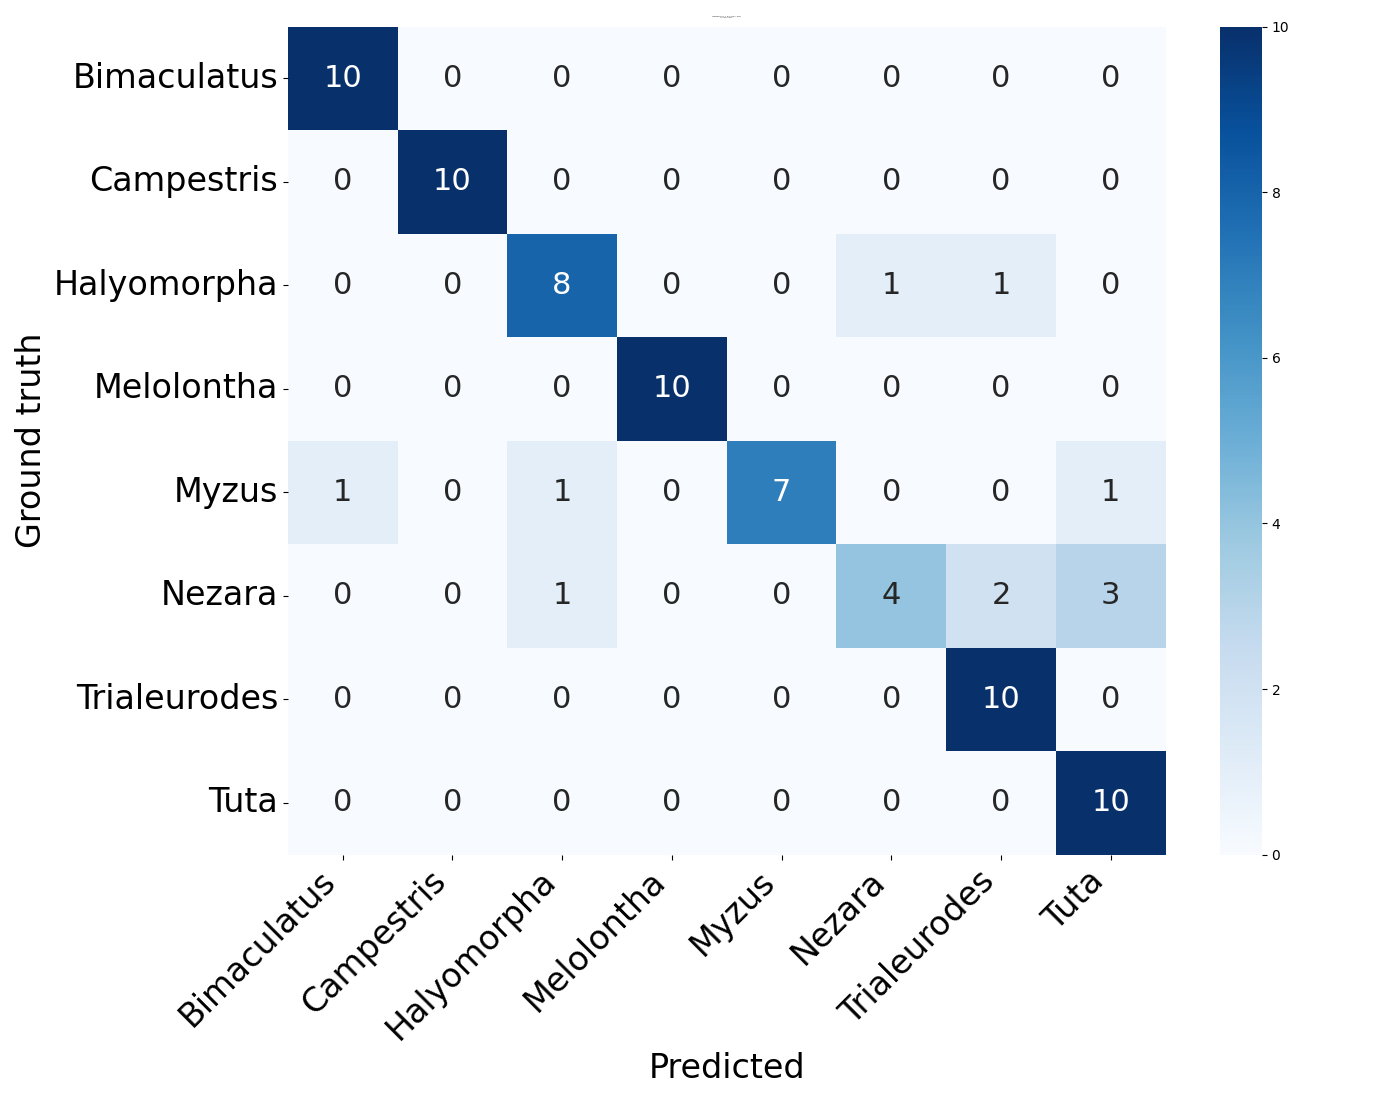 Bimaculatus 10 0 0 0 0 0 0 0
Campestris 0 10 0 0 0 0 0 0
Halyomorpha 0 0 8 0 0 1 1 0
Melolontha 0 0 0 10 0 0 0 0
Myzus 1 0 1 0 7 0 0 1
Nezara 0 0 1 0 0 4 2 3
Trialeurodes 0 0 0 0 0 0 10 0
Tuta 0 0 0 0 0 0 0 10
Ground truth
Bimaculatus Campestris Halyomorpha Melolontha Myzus Nezara Trialeurodes Tuta
Predicted
10
8
6
4
2
0